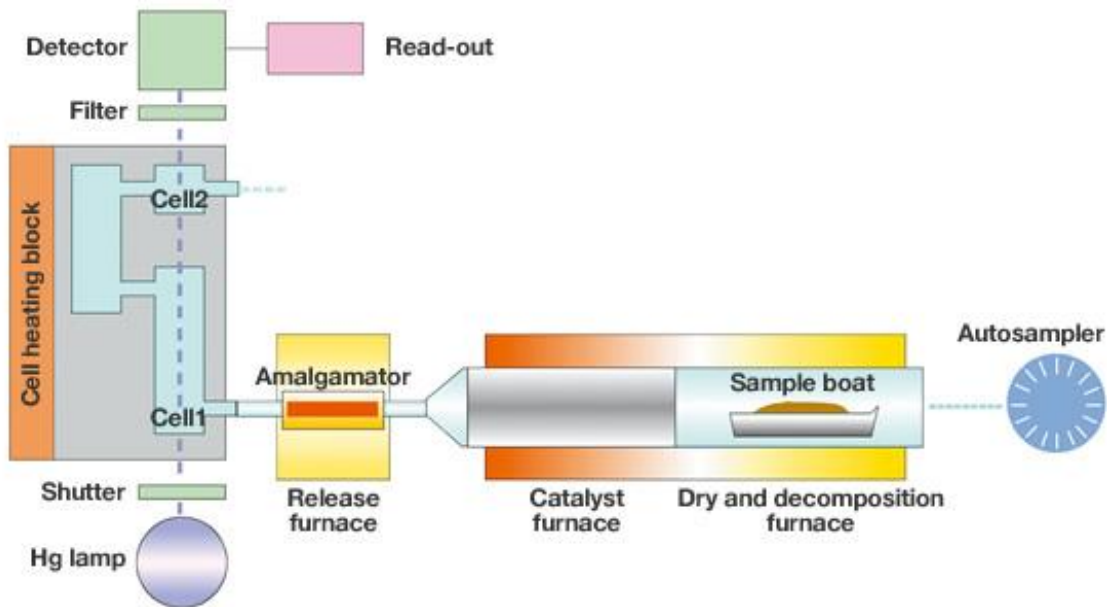 Detector
Read-out
Filter
Cell2
Cell heating block
Autosampler
Amalgamator
Sample boat
Cell1
Shutter
Release
furnace
Catalyst
furnace
Dry and decomposition
furnace
Hg lamp